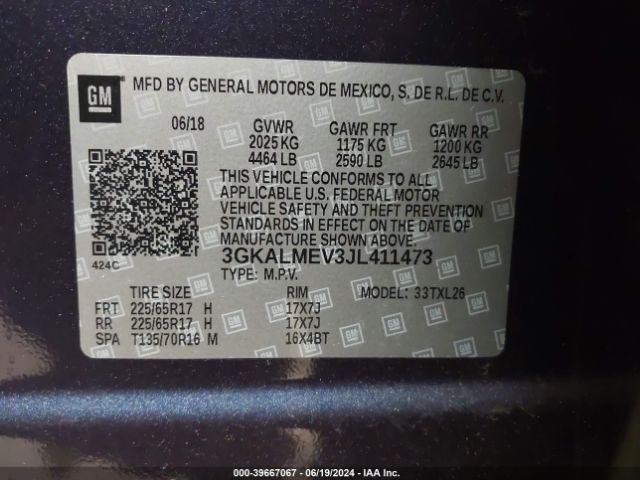 GM
MFD BY GENERAL MOTORS DE MEXICO, S, DE R.L. DE C.V.
06/18 GVWR GAWR FRT GAWR RR
2025 KG 1175 KG 1200 KG
4464 LB 2590 LB 2645 LB
THIS VEHICLE CONFORMS TO ALL
APPLICABLE U.S. FEDERAL MOTOR
VEHICLE SAFETY AND THEFT PREVENTION
STANDARDS IN EFFECT ON THE DATE OF
MANUFACTURE SHOWN ABOVE.
424C 3GKALMEV3JL411473
TYPE: M.P.V.
TIRE SIZE RIM MODEL: 33TXL26
FRT 225/65R17 H 17X7J
RR 225/65R17 H 17X7J
SPA T135/70R16 M 16X4BT
000-39667067 - 06/19/2024 - IAA Inc.